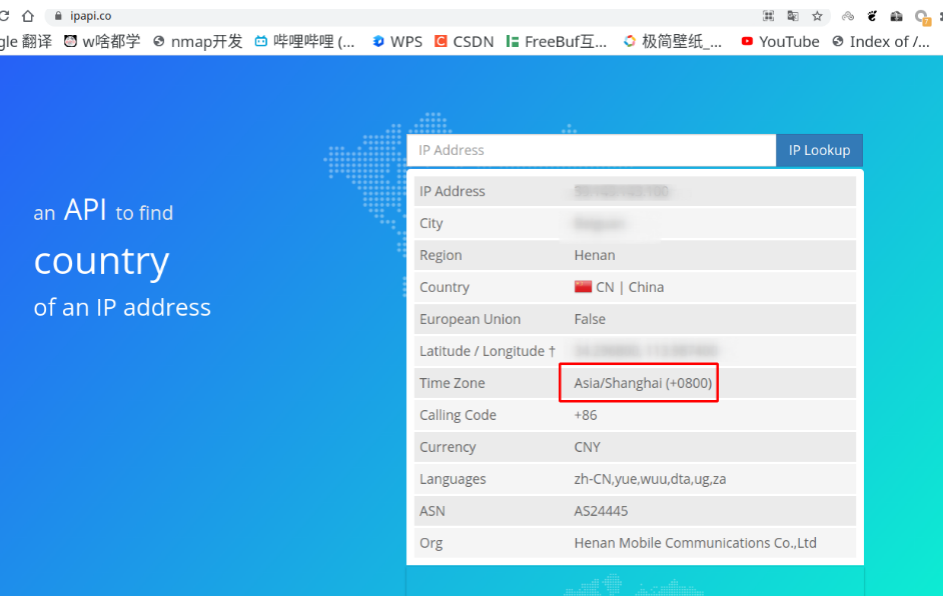 ipapi.co
gle 翻译 w啥都学 nmap开发 哔哩哔哩 (... WPS CSDN FreeBuf互... 极简壁纸_... YouTube Index of /...
IP Address IP Lookup
an API to find
country
of an IP address
IP Address
City
Region Henan
Country CN | China
European Union False
Latitude / Longitude †
Time Zone Asia/Shanghai (+0800)
Calling Code +86
Currency CNY
Languages zh-CN,yue,wuu,dta,ug,za
ASN AS24445
Org Henan Mobile Communications Co.,Ltd